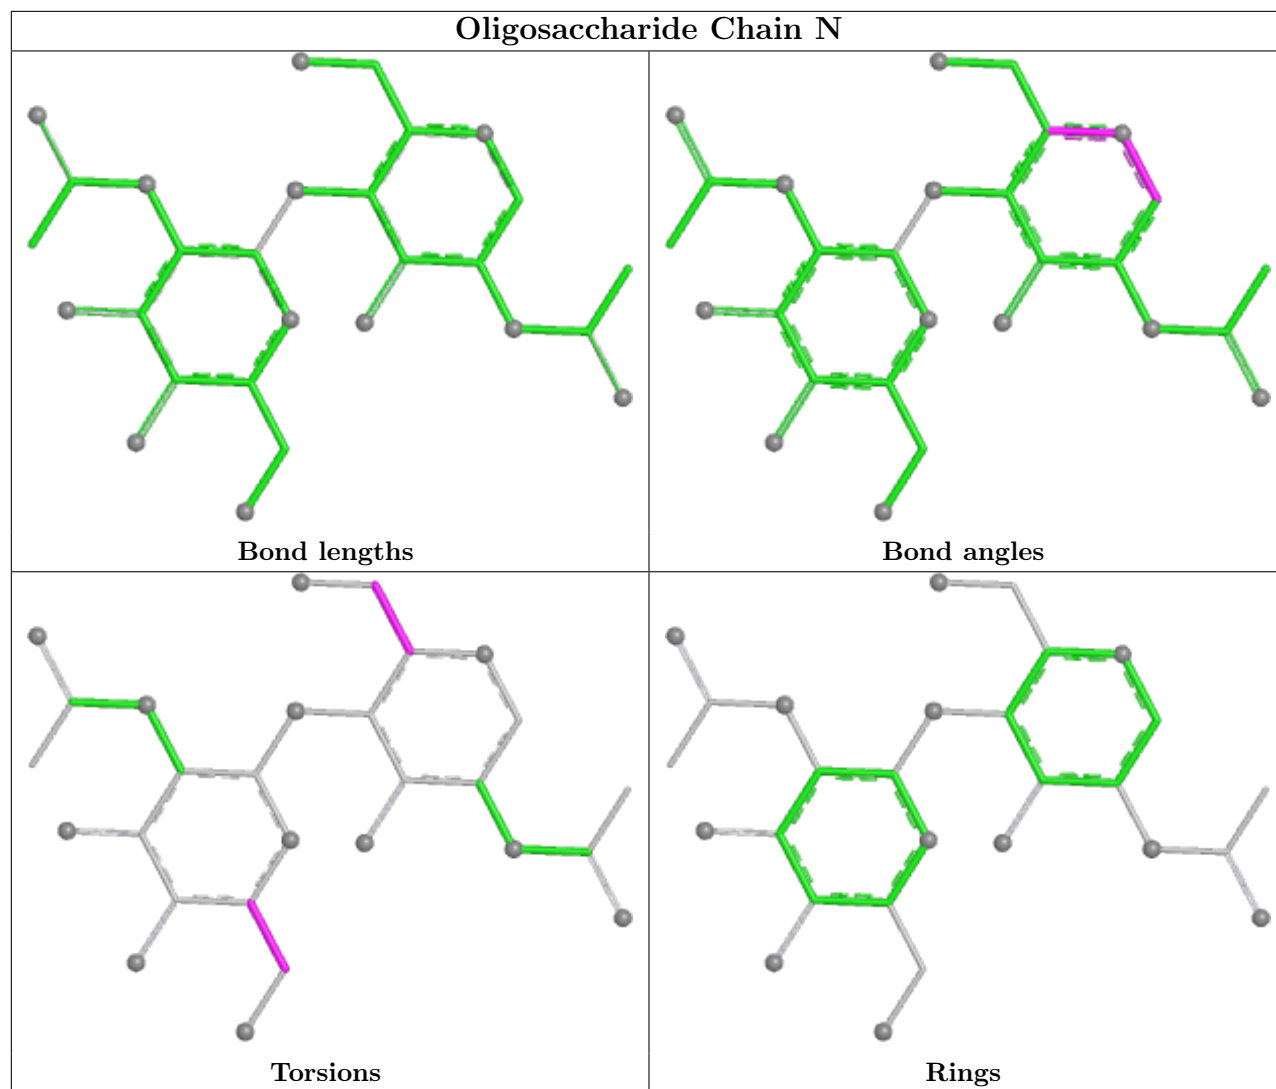 Oligosaccharide Chain N
Bond lengths
Bond angles
Torsions
Rings